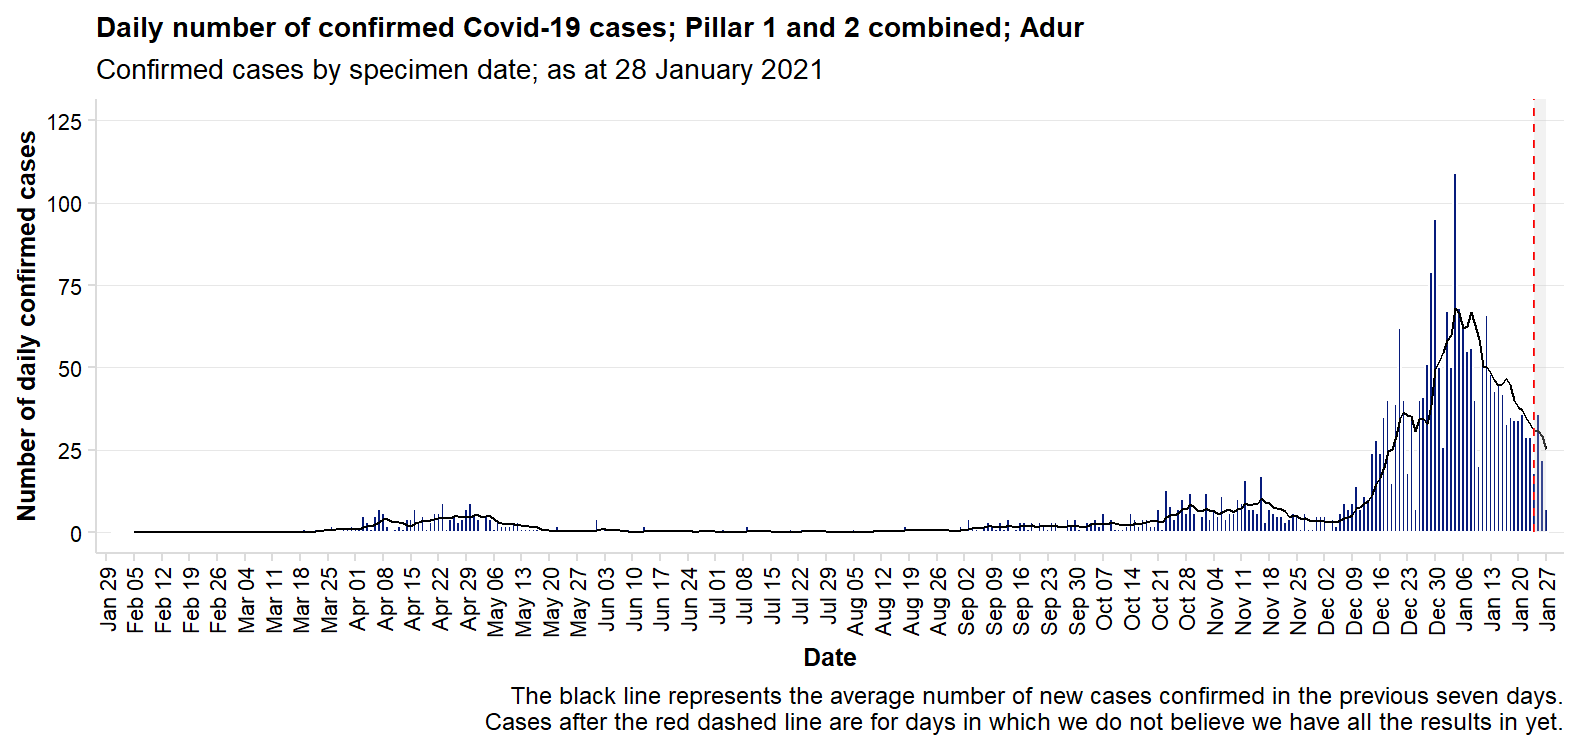 Daily number of confirmed Covid-19 cases; Pillar 1 and 2 combined; Adur
Confirmed cases by specimen date; as at 28 January 2021
Number of daily confirmed cases
125
100
75
50
25
0
Jan 29
Feb 05
Feb 12
Feb 19
Feb 26
Mar 04
Mar 11
Mar 18
Mar 25
Apr 01
Apr 08
Apr 15
Apr 22
Apr 29
May 06
May 13
May 20
May 27
Jun 03
Jun 10
Jun 17
Jun 24
Jul 01
Jul 08
Jul 15
Jul 22
Jul 29
Aug 05
Aug 12
Aug 19
Aug 26
Sep 02
Sep 09
Sep 16
Sep 23
Sep 30
Oct 07
Oct 14
Oct 21
Oct 28
Nov 04
Nov 11
Nov 18
Nov 25
Dec 02
Dec 09
Dec 16
Dec 23
Dec 30
Jan 06
Jan 13
Jan 20
Jan 27
Date
The black line represents the average number of new cases confirmed in the previous seven days.
Cases after the red dashed line are for days in which we do not believe we have all the results in yet.